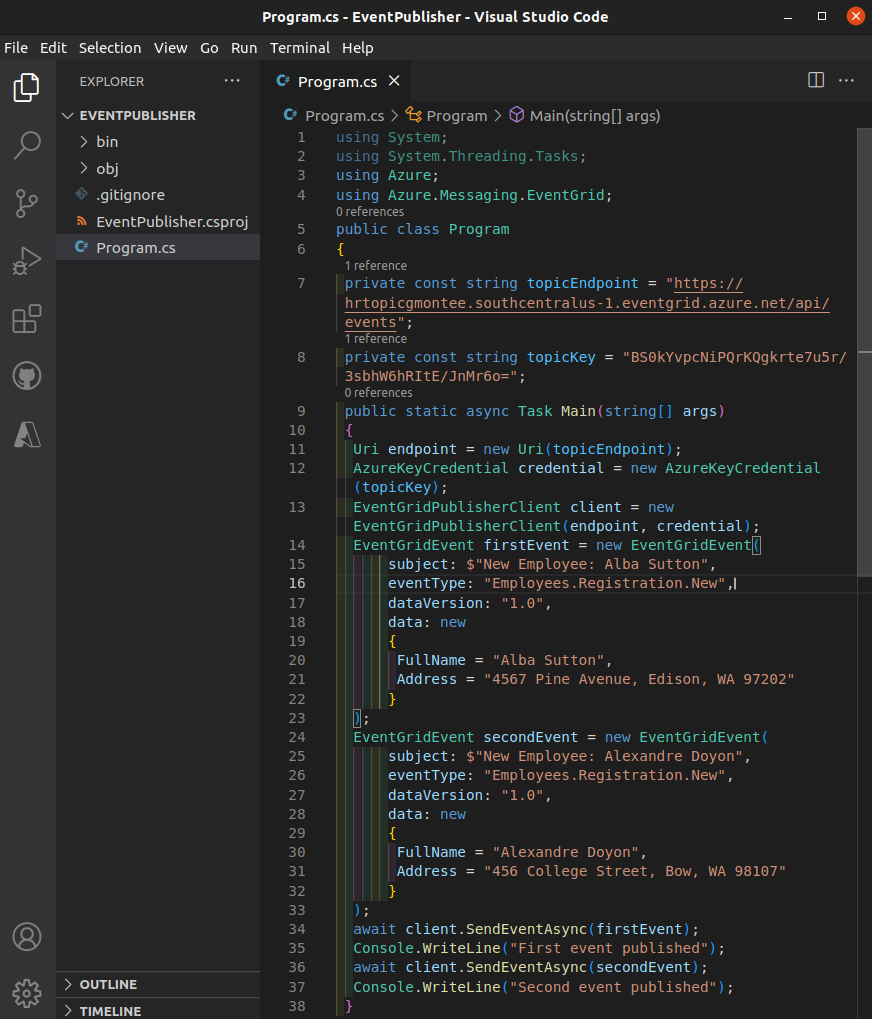 Program.cs - EventPublisher - Visual Studio Code
File Edit Selection View Go Run Terminal Help
EXPLORER ···
EVENTPUBLISHER
bin
obj
.gitignore
EventPublisher.csproj
C# Program.cs
OUTLINE
TIMELINE
C# Program.cs ×
C# Program.cs > Program > Main(string[] args)
1 using System;
2 using System.Threading.Tasks;
3 using Azure;
4 using Azure.Messaging.EventGrid;
0 references
5 public class Program
6 {
1 reference
7 private const string topicEndpoint = "https://
hrtopicgmontee.southcentralus-1.eventgrid.azure.net/api/
events";
1 reference
8 private const string topicKey = "BS0kYvpcNiPQrKQgkrte7u5r/
3sbhW6hRItE/JnMr6o=";
0 references
9 public static async Task Main(string[] args)
10 {
11 Uri endpoint = new Uri(topicEndpoint);
12 AzureKeyCredential credential = new AzureKeyCredential
(topicKey);
13 EventGridPublisherClient client = new
EventGridPublisherClient(endpoint, credential);
14 EventGridEvent firstEvent = new EventGridEvent(
15 subject: $"New Employee: Alba Sutton",
16 eventType: "Employees.Registration.New",
17 dataVersion: "1.0",
18 data: new
19 {
20 FullName = "Alba Sutton",
21 Address = "4567 Pine Avenue, Edison, WA 97202"
22 }
23 );
24 EventGridEvent secondEvent = new EventGridEvent(
25 subject: $"New Employee: Alexandre Doyon",
26 eventType: "Employees.Registration.New",
27 dataVersion: "1.0",
28 data: new
29 {
30 FullName = "Alexandre Doyon",
31 Address = "456 College Street, Bow, WA 98107"
32 }
33 );
34 await client.SendEventAsync(firstEvent);
35 Console.WriteLine("First event published");
36 await client.SendEventAsync(secondEvent);
37 Console.WriteLine("Second event published");
38 }